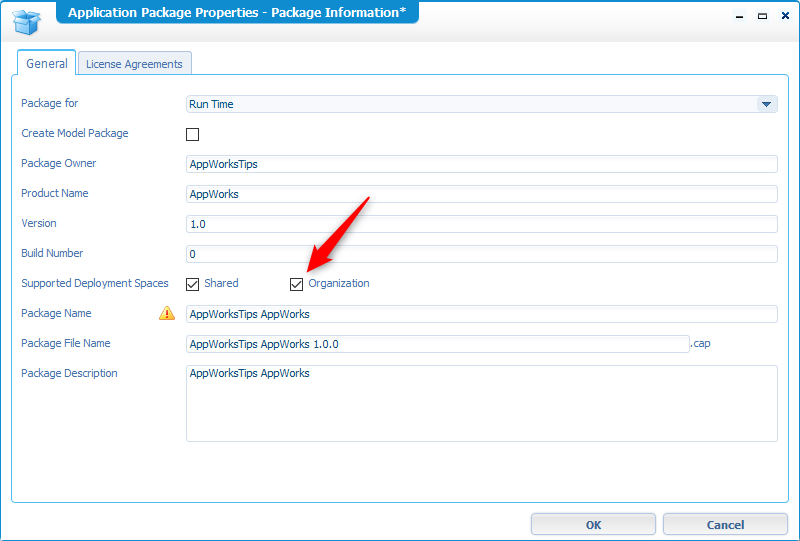 Application Package Properties - Package Information*
General
License Agreements
Package for Run Time
Create Model Package
Package Owner AppWorksTips
Product Name AppWorks
Version 1.0
Build Number 0
Supported Deployment Spaces Shared Organization
Package Name AppWorksTips AppWorks
Package File Name AppWorksTips AppWorks 1.0.0 .cap
Package Description AppWorksTips AppWorks
OK Cancel